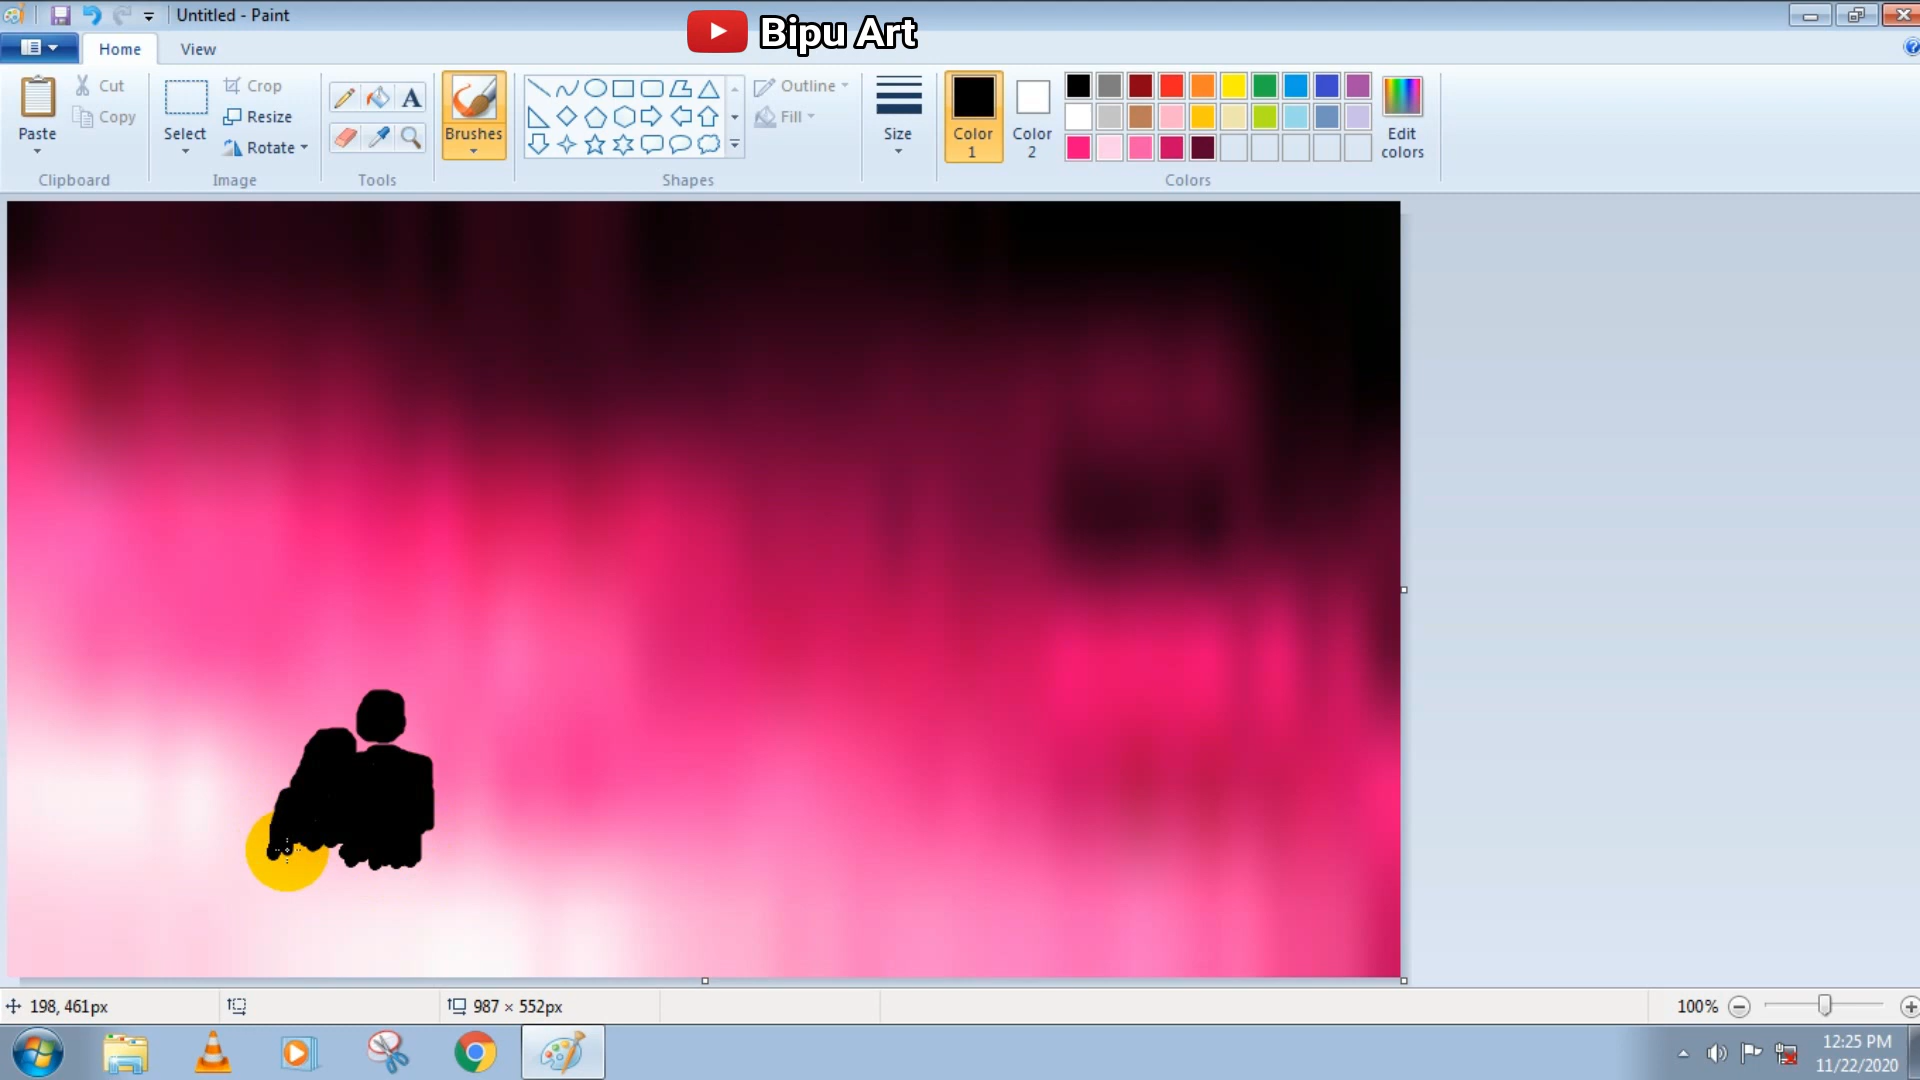 Untitled - Paint
Bipu Art
Home
View
Paste
Cut
Copy
Clipboard
Select
Crop
Resize
Rotate
Image
A
Tools
Brushes
Shapes
Outline
Fill
Size
Color 1
Color 2
Edit colors
Colors
198, 461px
987 × 552px
100%
12:25 PM
11/22/2020